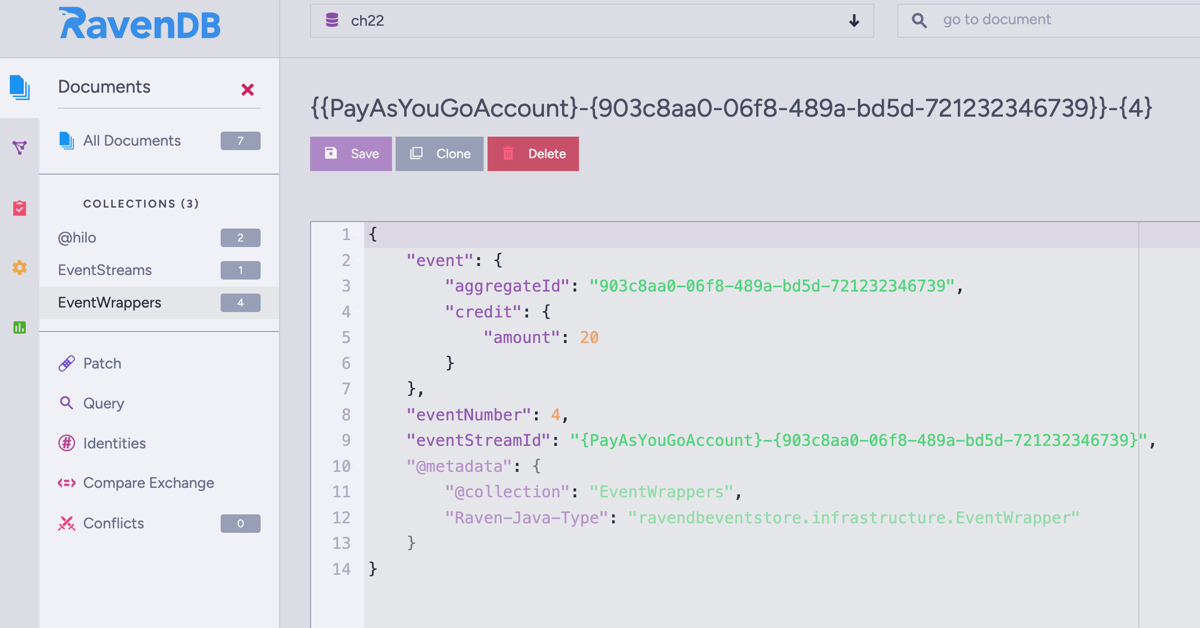 RavenDB
ch22
go to document
Documents
All Documents 7
COLLECTIONS (3)
@hilo 2
EventStreams 1
EventWrappers 4
Patch
Query
Identities
Compare Exchange
Conflicts 0
{{PayAsYouGoAccount}-{903c8aa0-06f8-489a-bd5d-721232346739}}-{4}
Save Clone Delete
1 {
2 "event": {
3 "aggregateId": "903c8aa0-06f8-489a-bd5d-721232346739",
4 "credit": {
5 "amount": 20
6 }
7 },
8 "eventNumber": 4,
9 "eventStreamId": "{PayAsYouGoAccount}-{903c8aa0-06f8-489a-bd5d-721232346739}",
10 "@metadata": {
11 "@collection": "EventWrappers",
12 "Raven-Java-Type": "ravendbeventstore.infrastructure.EventWrapper"
13 }
14 }